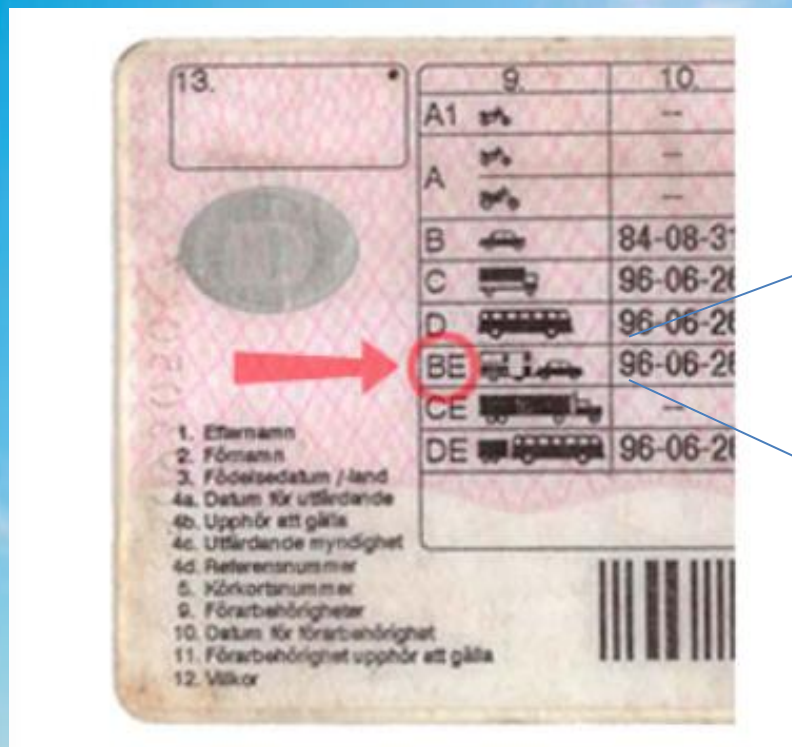 13.
9. 10.
A1 --
A --
--
B 84-08-31
C 96-06-26
D 96-06-26
BE 96-06-26
CE --
DE 96-06-26
1. Efternamn
2. Förnamn
3. Födelsedatum /-land
4a. Datum för utfärdande
4b. Upphör att gälla
4c. Utfärdande myndighet
4d. Referensnummer
5. Körkortsnummer
9. Förarbehörigheter
10. Datum för förarbehörighet
11. Förarbehörighet upphör att gälla
12. Villkor